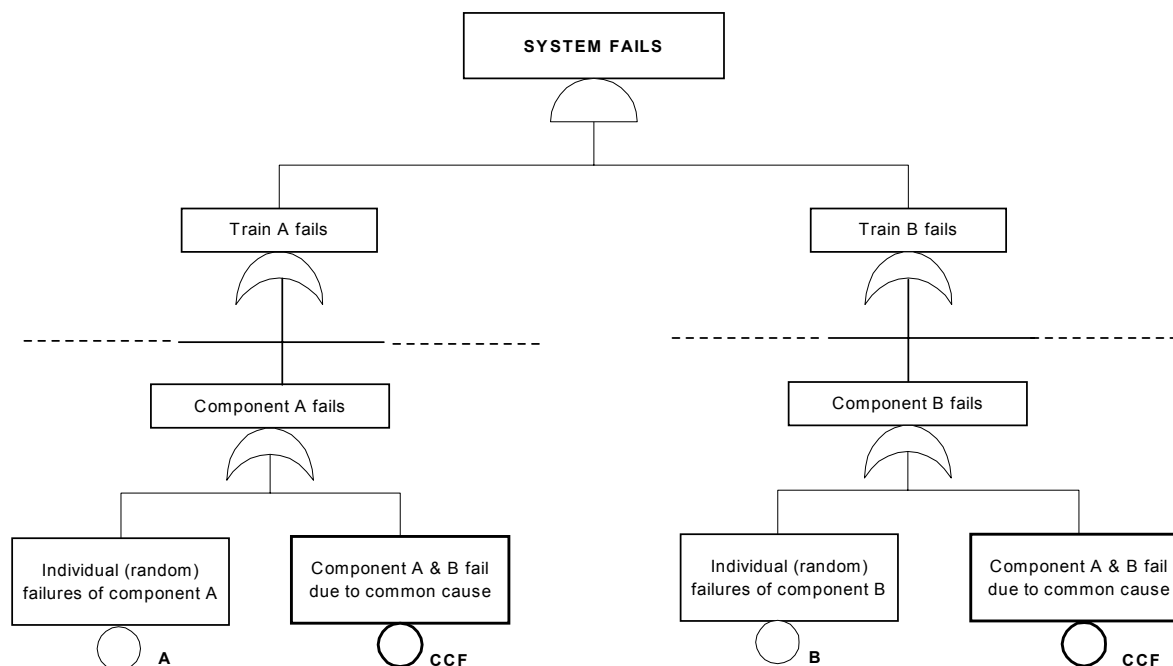 SYSTEM FAILS
Train A fails
Train B fails
Component A fails
Component B fails
Individual (random)
failures of component A
Component A & B fail
due to common cause
Individual (random)
failures of component B
Component A & B fail
due to common cause
A
CCF
B
CCF